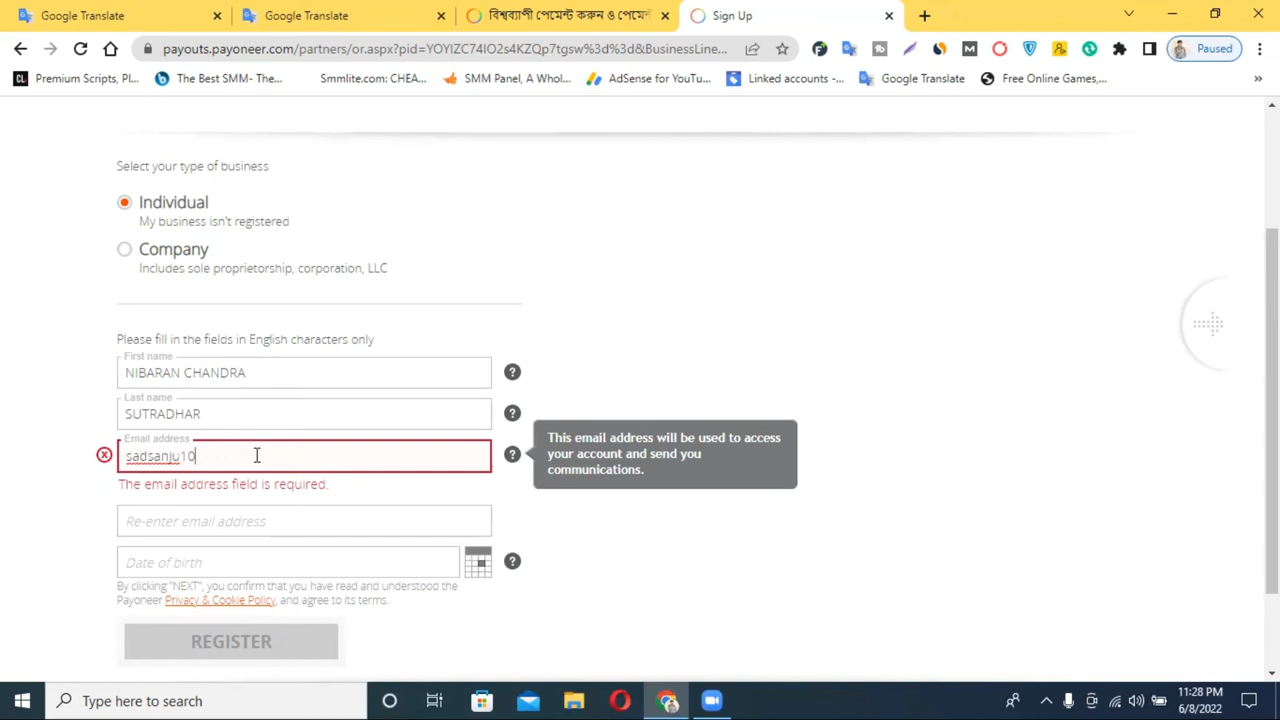 Google Translate
Google Translate
বিশ্বব্যাপী পেমেন্ট করুন ও পেমে
Sign Up
payouts.payoneer.com/partners/or.aspx?pid=YOYIZC74IO2s4KZQp7tgsw%3d%3d&BusinessLine...
Paused
Premium Scripts, Pl...
The Best SMM- The...
Smmlite.com: CHEA...
SMM Panel, A Whol...
AdSense for YouTu...
Linked accounts -...
Google Translate
Free Online Games,...
Select your type of business
Individual
My business isn't registered
Company
Includes sole proprietorship, corporation, LLC
Please fill in the fields in English characters only
First name
NIBARAN CHANDRA
Last name
SUTRADHAR
Email address
sadsanju10
This email address will be used to access
your account and send you
communications.
The email address field is required.
Re-enter email address
Date of birth
By clicking "NEXT", you confirm that you have read and understood the
Payoneer Privacy & Cookie Policy, and agree to its terms.
REGISTER
Type here to search
11:28 PM
6/8/2022